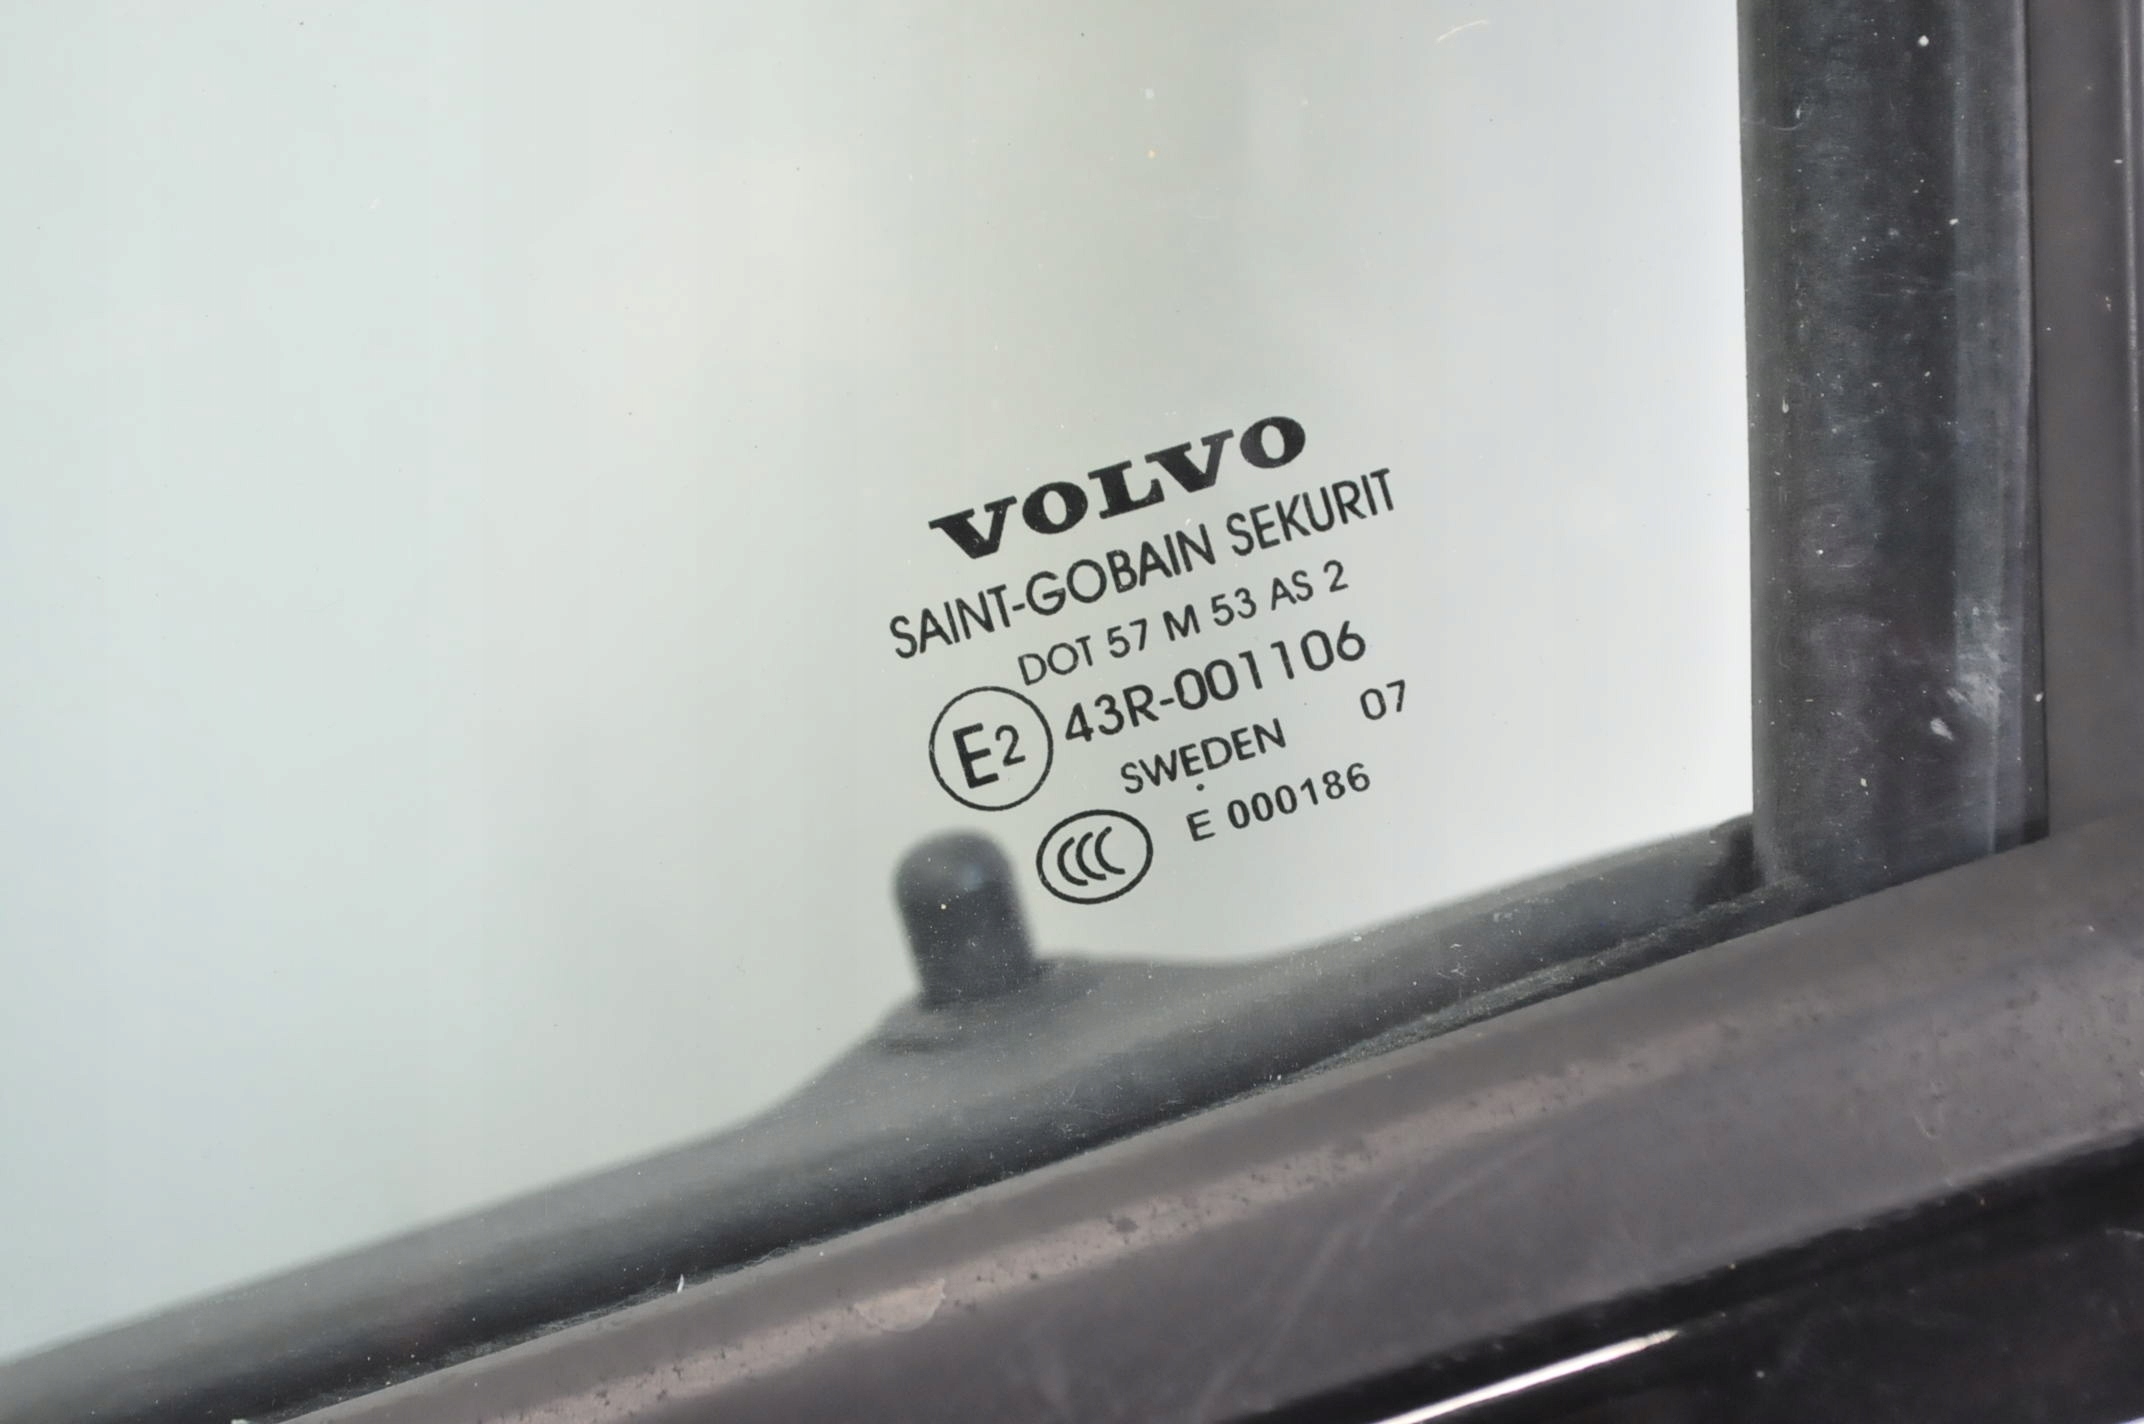 VOLVO
SAINT-GOBAIN SEKURIT
DOT 57 M 53 AS 2
E2 43R-001106
SWEDEN 07
CCC E 000186